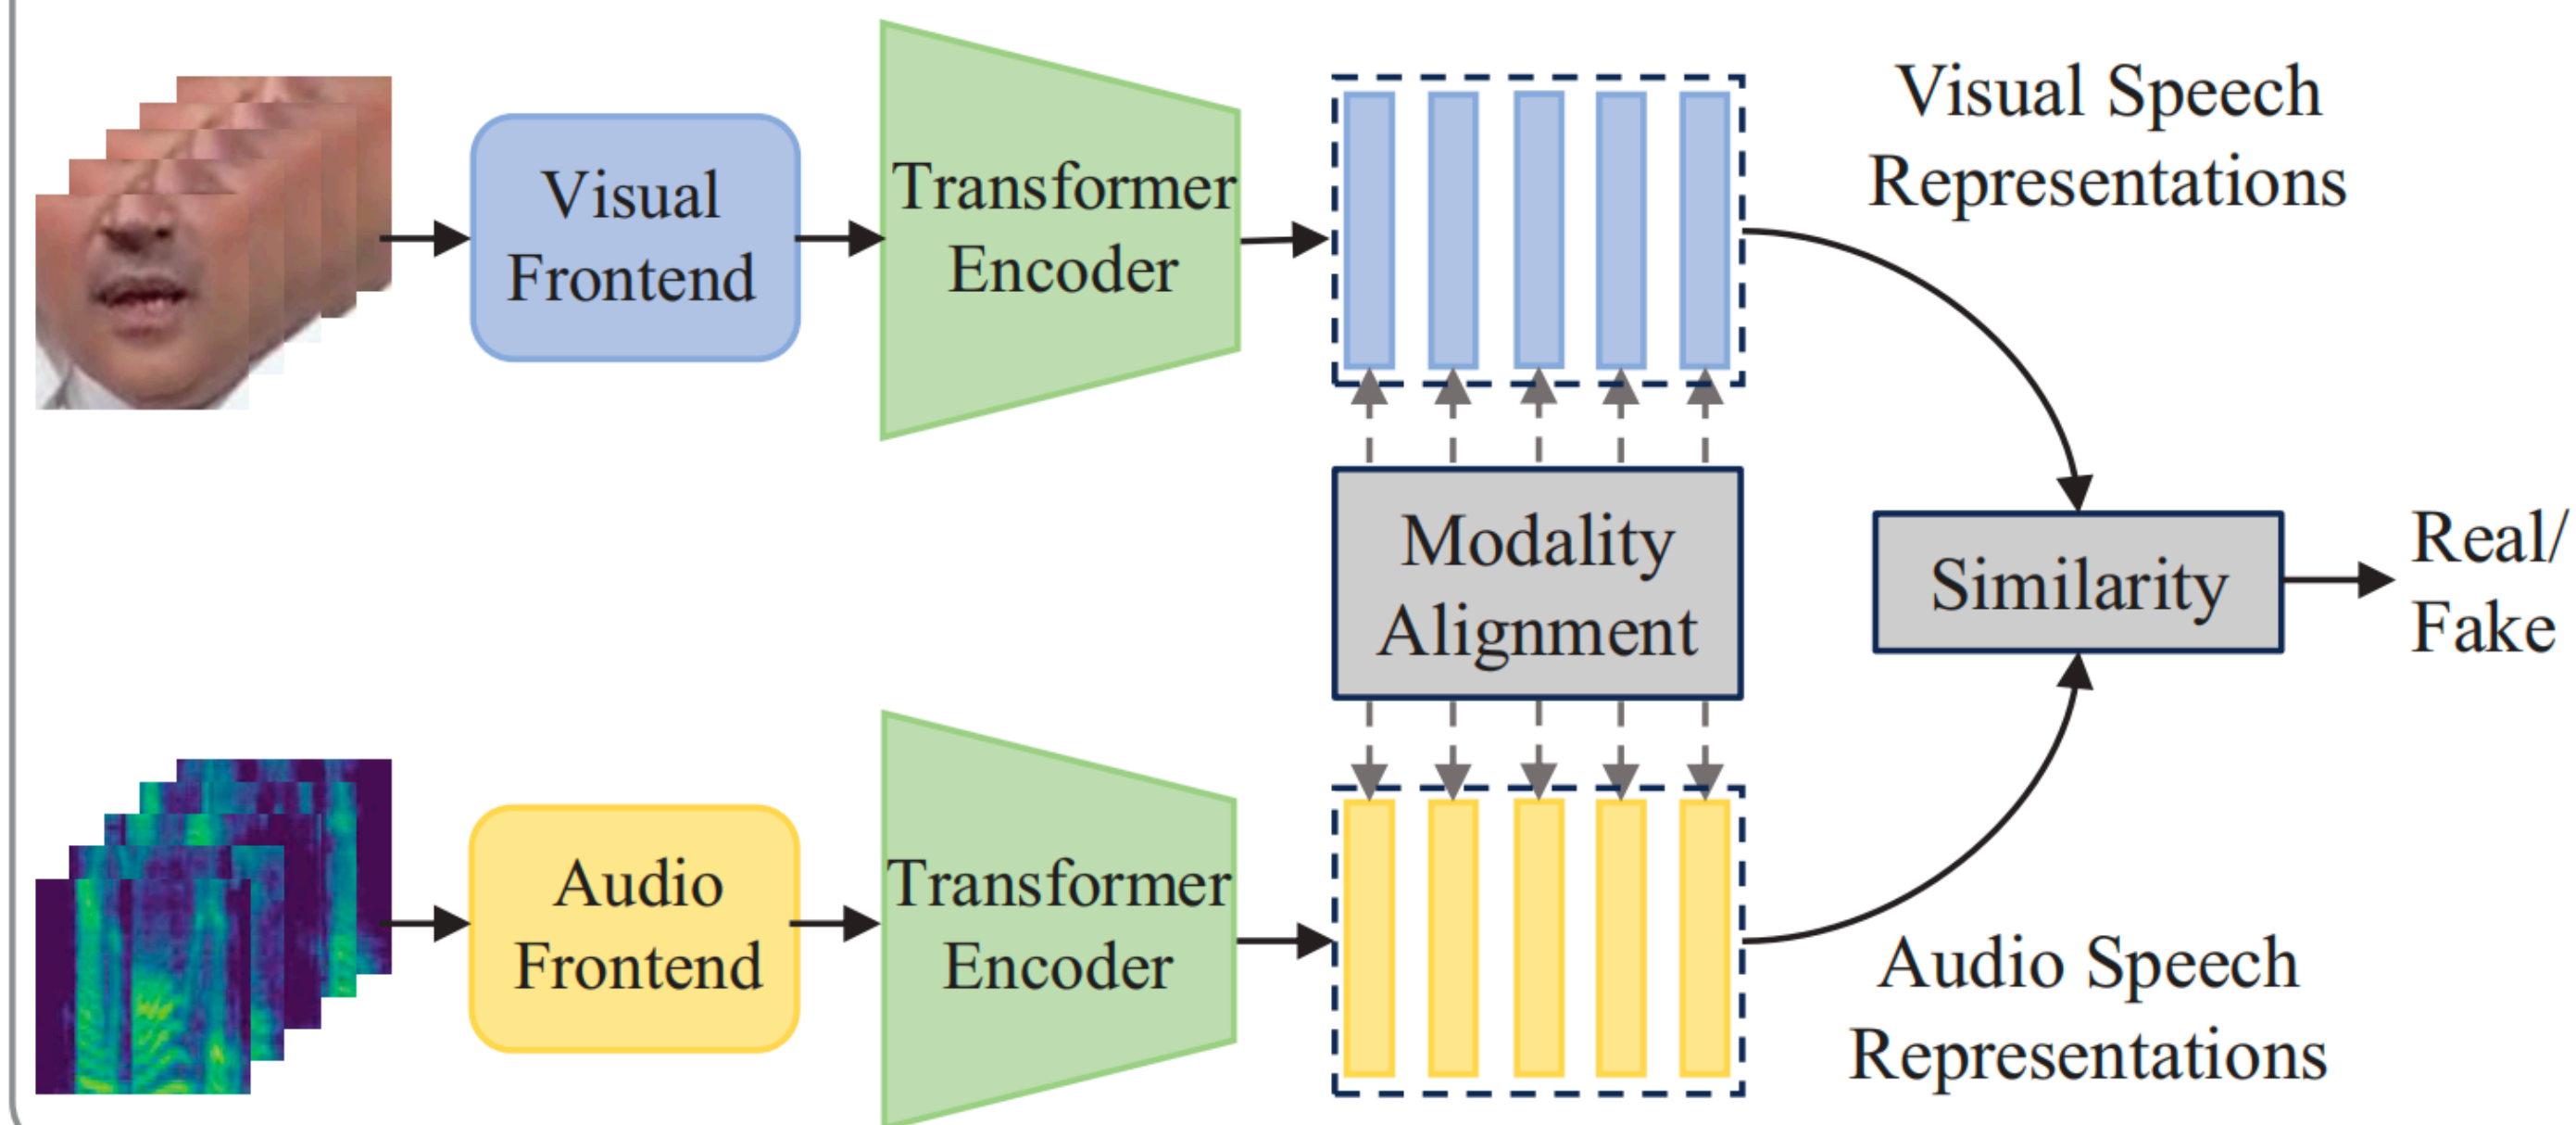 Visual
Frontend
Transformer
Encoder
Visual Speech
Representations
Modality
Alignment
Similarity
Real/
Fake
Audio
Frontend
Transformer
Encoder
Audio Speech
Representations